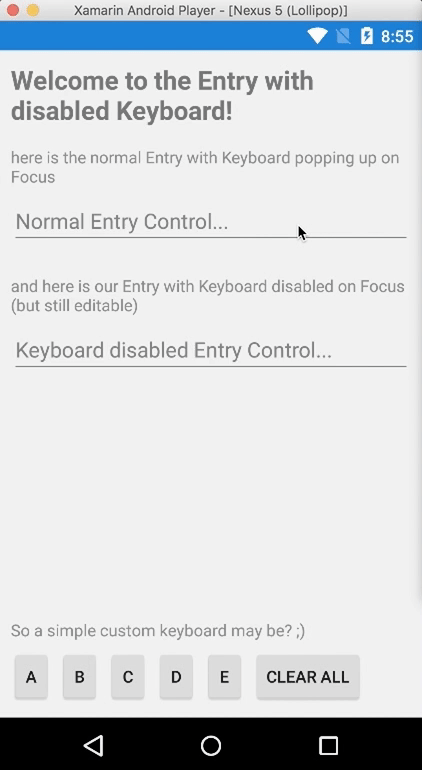 Xamarin Android Player - [Nexus 5 (Lollipop)]
8:55
Welcome to the Entry with
disabled Keyboard!
here is the normal Entry with Keyboard popping up on
Focus
Normal Entry Control...
and here is our Entry with Keyboard disabled on Focus
(but still editable)
Keyboard disabled Entry Control...
So a simple custom keyboard may be? ;)
A B C D E CLEAR ALL